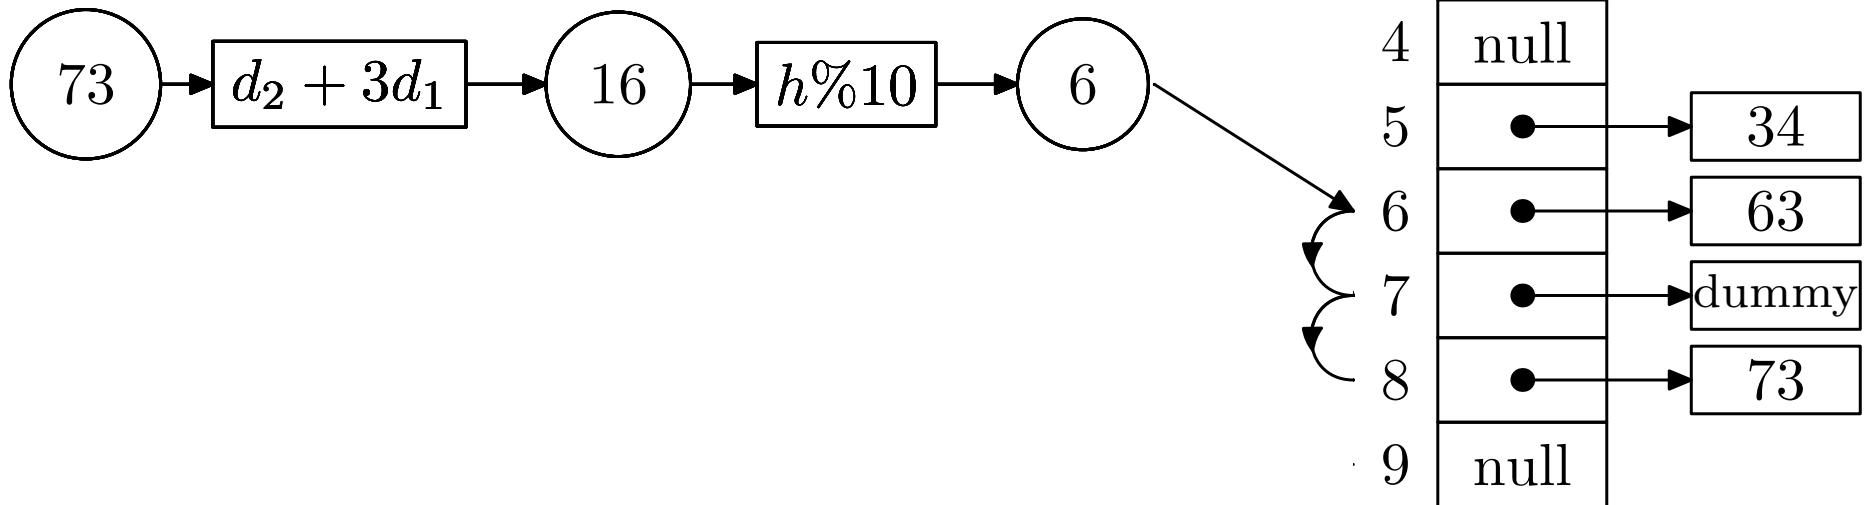 4 null
73 d₂ + 3d₁ 16 h%10 6
5 34
6 63
7 dummy
8 73
9 null